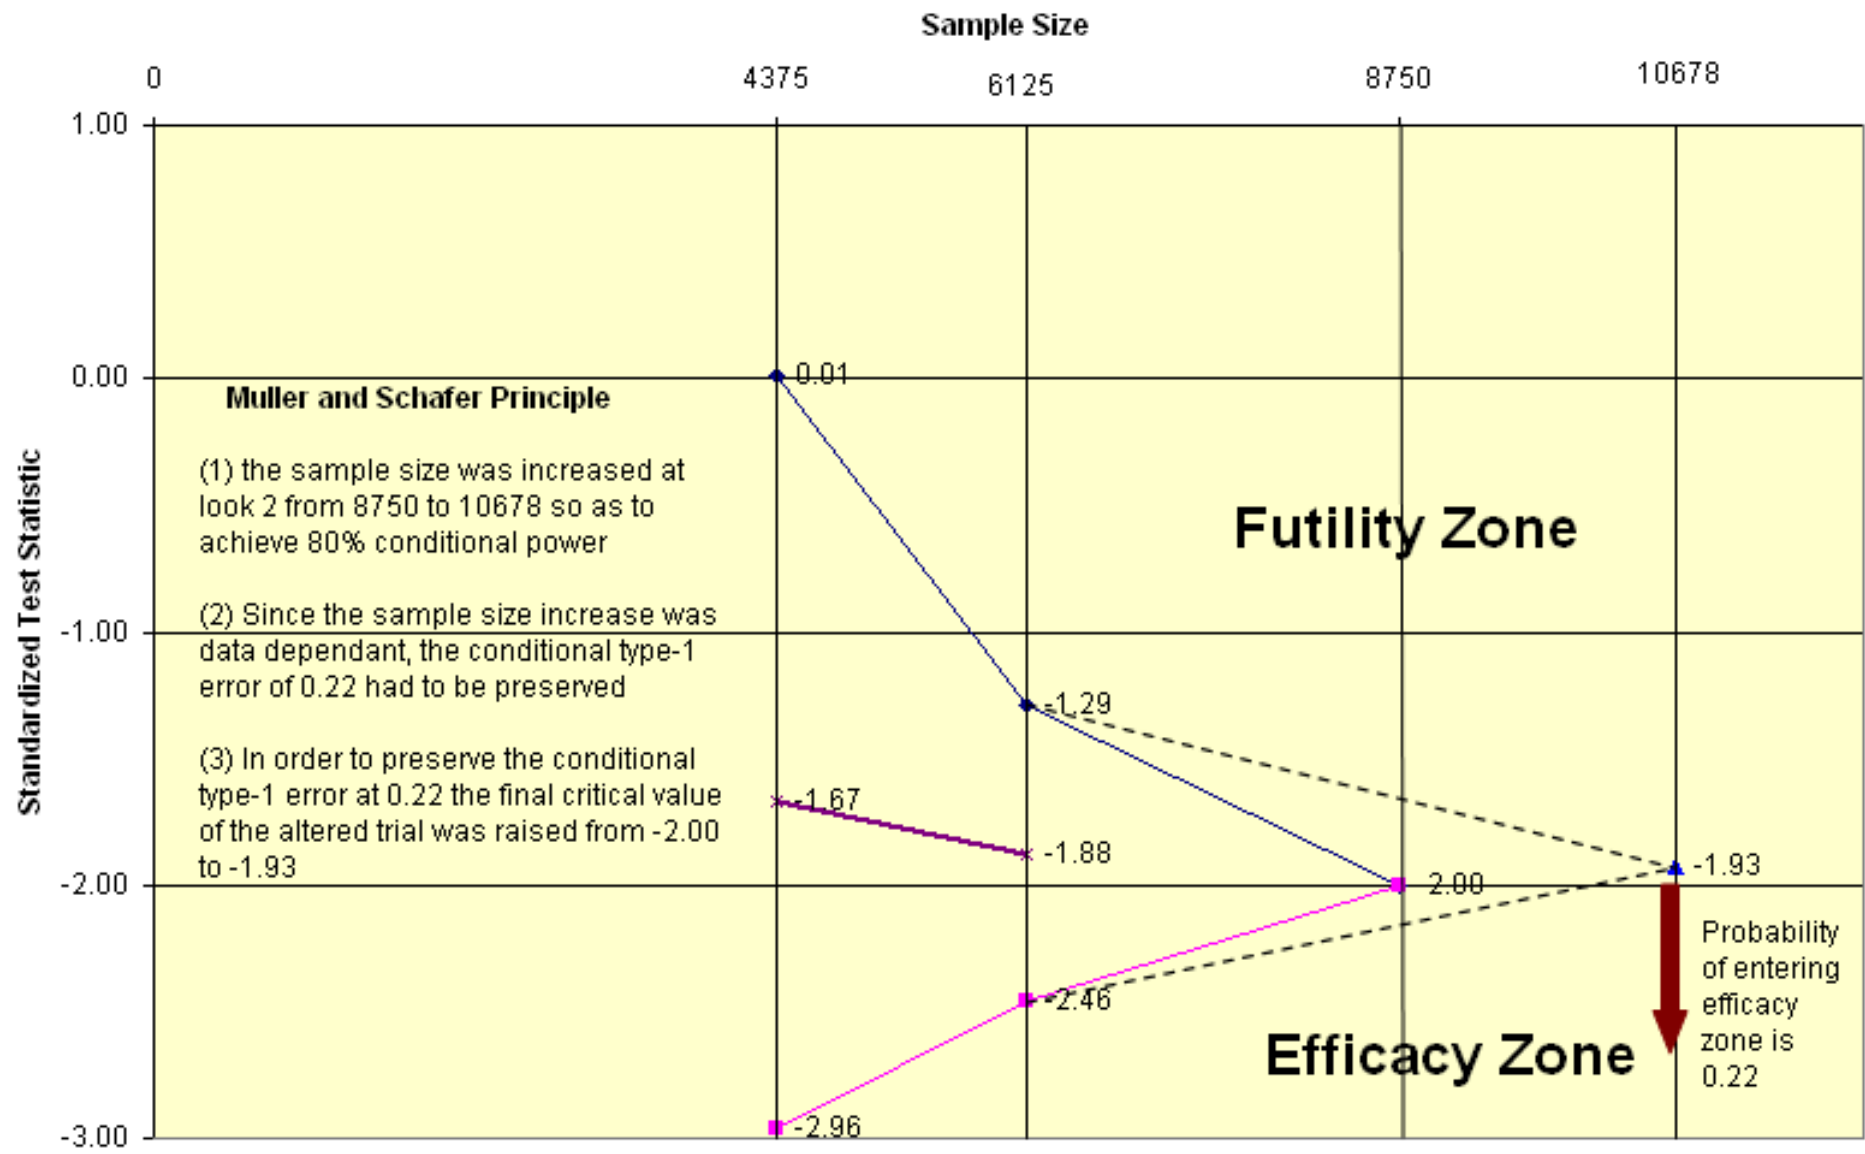 Sample Size
0
4375
6125
8750
10678
1.00
0.00
-1.00
-2.00
-3.00
Standardized Test Statistic
Muller and Schafer Principle
(1) the sample size was increased at
look 2 from 8750 to 10678 so as to
achieve 80% conditional power
(2) Since the sample size increase was
data dependant, the conditional type-1
error of 0.22 had to be preserved
(3) In order to preserve the conditional
type-1 error at 0.22 the final critical value
of the altered trial was raised from -2.00
to -1.93
0.01
-1.29
-1.67
-1.88
-2.00
-1.93
-2.46
-2.96
Futility Zone
Efficacy Zone
Probability
of entering
efficacy
zone is
0.22